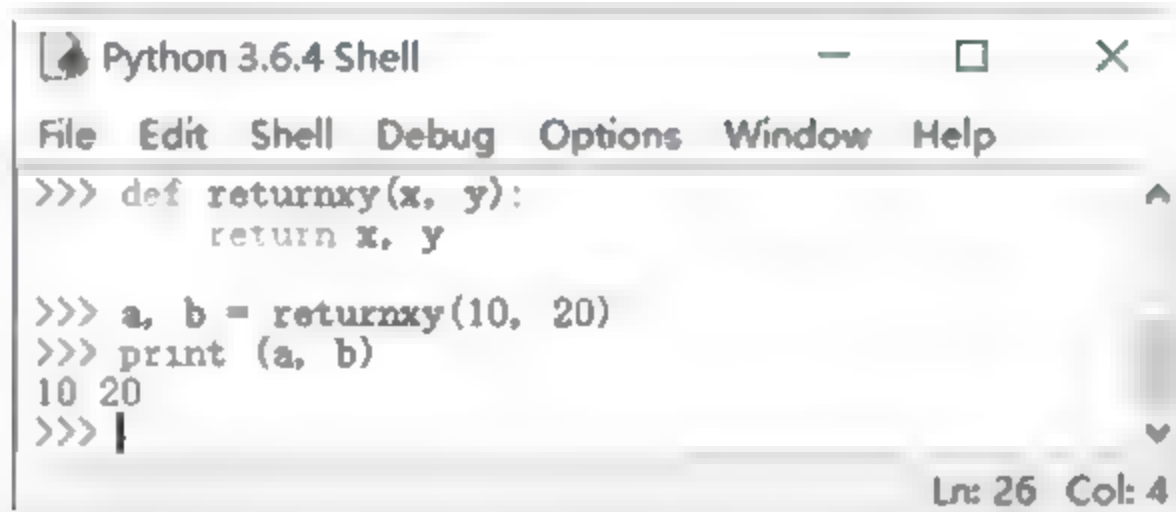 Python 3.6.4 Shell
File Edit Shell Debug Options Window Help
>>> def returnxy(x, y):
        return x, y
>>> a, b = returnxy(10, 20)
>>> print (a, b)
10 20
>>>
Ln: 26 Col: 4